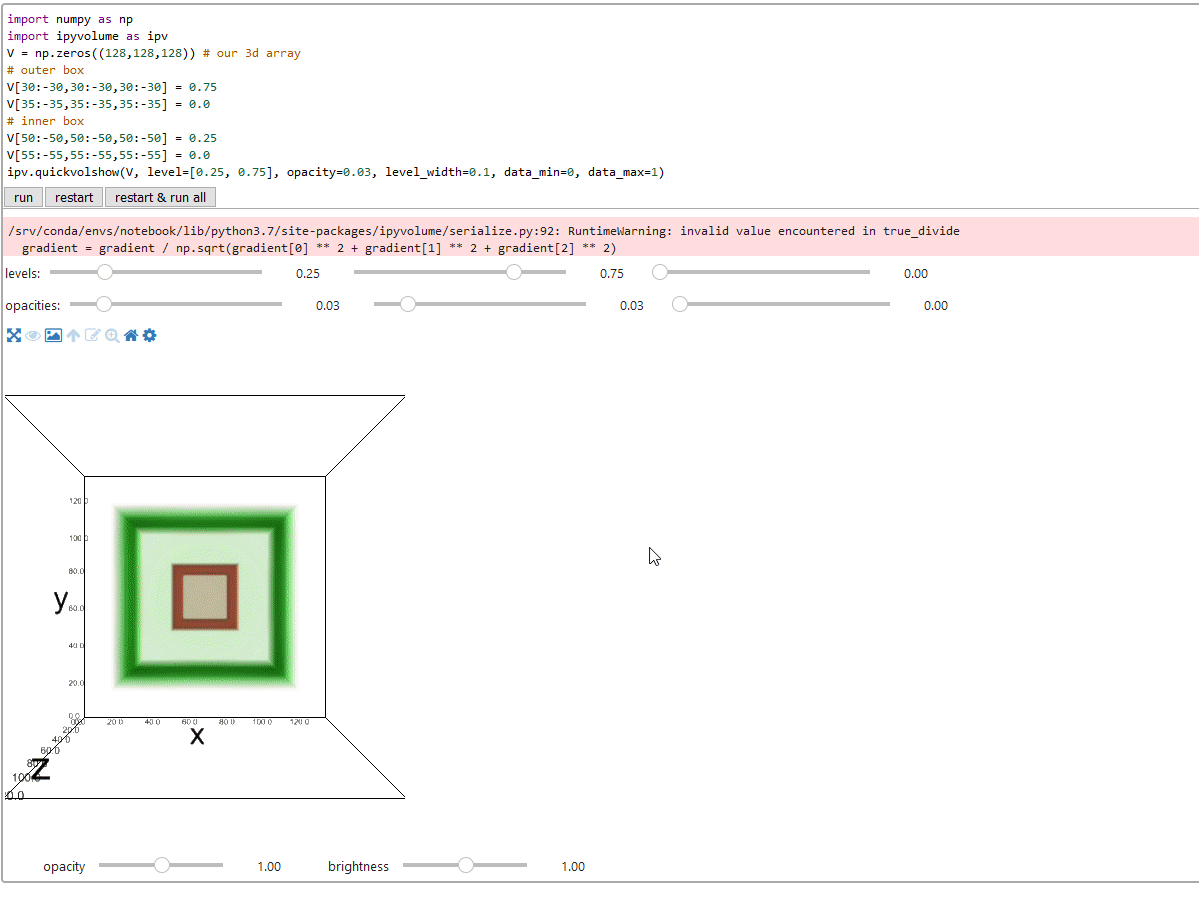 import numpy as np
import ipyvolume as ipv
V = np.zeros((128,128,128)) # our 3d array
# outer box
V[30:-30,30:-30,30:-30] = 0.75
V[35:-35,35:-35,35:-35] = 0.0
# inner box
V[50:-50,50:-50,50:-50] = 0.25
V[55:-55,55:-55,55:-55] = 0.0
ipv.quickvolshow(V, level=[0.25, 0.75], opacity=0.03, level_width=0.1, data_min=0, data_max=1)
run restart restart & run all
/srv/conda/envs/notebook/lib/python3.7/site-packages/ipyvolume/serialize.py:92: RuntimeWarning: invalid value encountered in true_divide
gradient = gradient / np.sqrt(gradient[0] ** 2 + gradient[1] ** 2 + gradient[2] ** 2)
levels: 0.25 0.75 0.00
opacities: 0.03 0.03 0.00
120.0
100.0
80.0
y 60.0
40.0
20.0
0.0
20.0 40.0 60.0 80.0 100.0 120.0
x
20.0
40.0
60.0
80.0
z
100.0
opacity 1.00 brightness 1.00